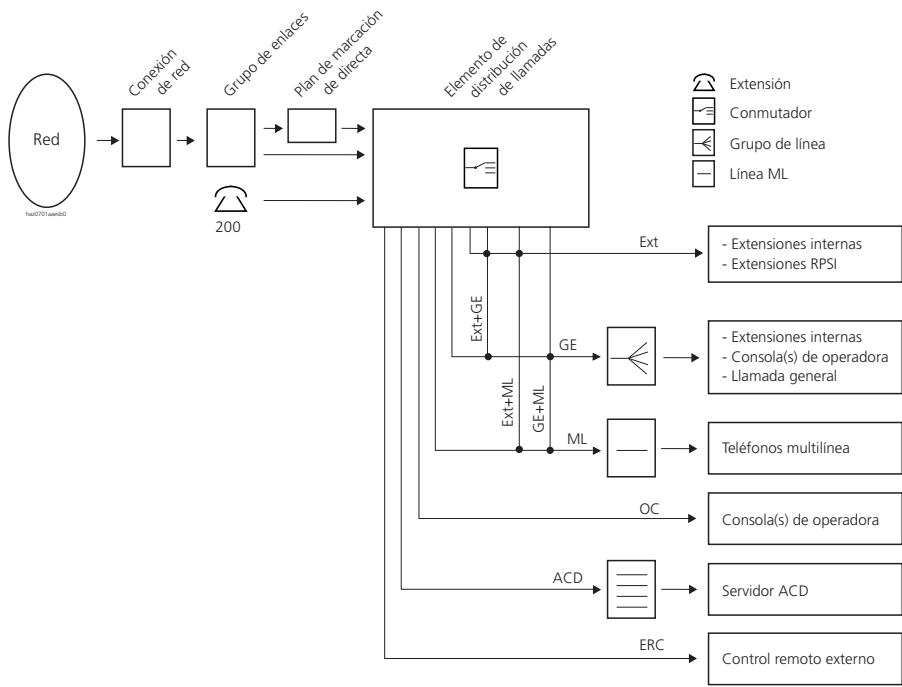 Conexión
de red
Grupo de enlaces
Plan de marcación
de directa
Elemento de
distribución
de llamadas
Red
haz0701aaesb0
200
Extensión
Conmutador
Grupo de línea
Línea ML
Ext
- Extensiones internas
- Extensiones RPSI
Ext+GE
GE
- Extensiones internas
- Consola(s) de operadora
- Llamada general
Ext+ML
GE+ML
ML
Teléfonos multilínea
OC
Consola(s) de operadora
ACD
Servidor ACD
ERC
Control remoto externo